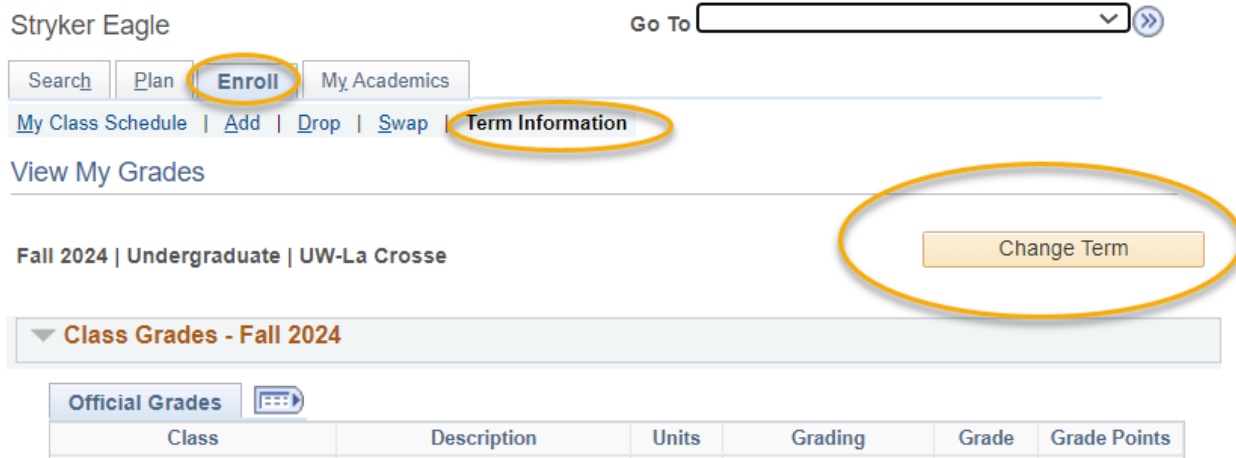 Stryker Eagle Go To
Search Plan Enroll My Academics
My Class Schedule | Add | Drop | Swap | Term Information
View My Grades
Fall 2024 | Undergraduate | UW-La Crosse Change Term
Class Grades - Fall 2024
Official Grades
Class Description Units Grading Grade Grade Points